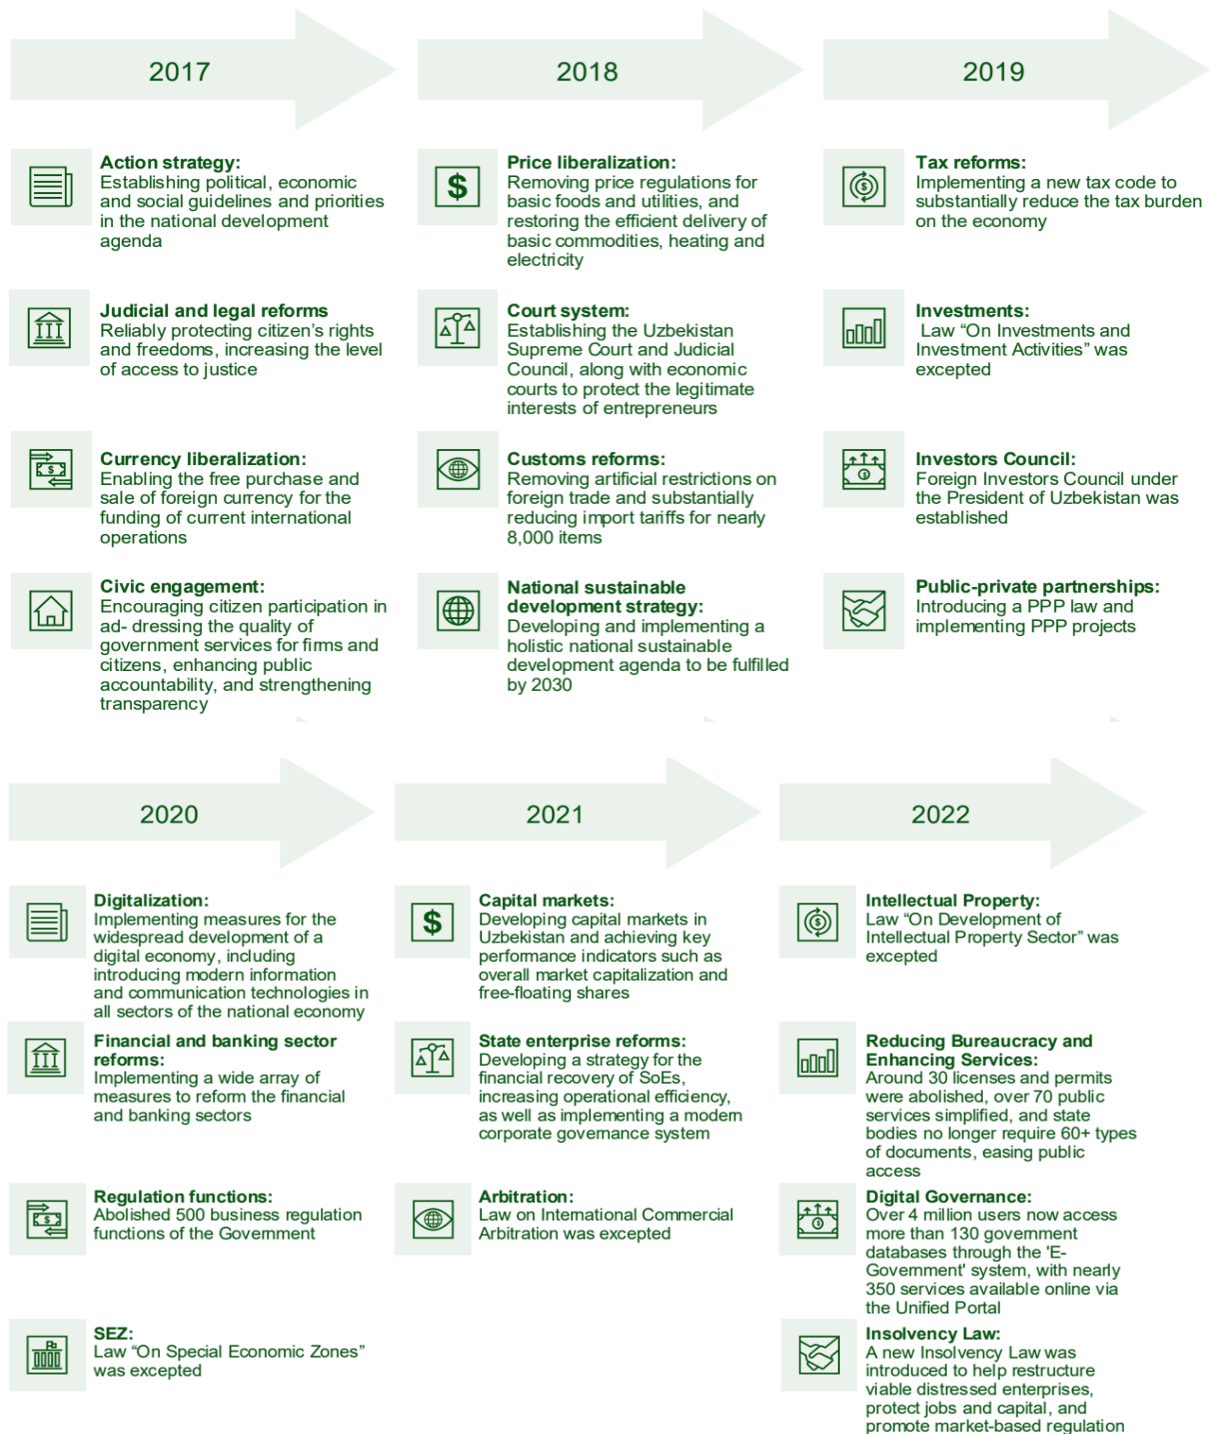 2017
Action strategy:
Establishing political, economic
and social guidelines and priorities
in the national development
agenda
Judicial and legal reforms
Reliably protecting citizen’s rights
and freedoms, increasing the level
of access to justice
Currency liberalization:
Enabling the free purchase and
sale of foreign currency for the
funding of current international
operations
Civic engagement:
Encouraging citizen participation in
ad- dressing the quality of
government services for firms and
citizens, enhancing public
accountability, and strengthening
transparency
2018
Price liberalization:
Removing price regulations for
basic foods and utilities, and
restoring the efficient delivery of
basic commodities, heating and
electricity
Court system:
Establishing the Uzbekistan
Supreme Court and Judicial
Council, along with economic
courts to protect the legitimate
interests of entrepreneurs
Customs reforms:
Removing artificial restrictions on
foreign trade and substantially
reducing import tariffs for nearly
8,000 items
National sustainable
development strategy:
Developing and implementing a
holistic national sustainable
development agenda to be fulfilled
by 2030
2019
Tax reforms:
Implementing a new tax code to
substantially reduce the tax burden
on the economy
Investments:
Law “On Investments and
Investment Activities” was
excepted
Investors Council:
Foreign Investors Council under
the President of Uzbekistan was
established
Public-private partnerships:
Introducing a PPP law and
implementing PPP projects
2020
Digitalization:
Implementing measures for the
widespread development of a
digital economy, including
introducing modern information
and communication technologies in
all sectors of the national economy
Financial and banking sector
reforms:
Implementing a wide array of
measures to reform the financial
and banking sectors
Regulation functions:
Abolished 500 business regulation
functions of the Government
SEZ:
Law “On Special Economic Zones”
was excepted
2021
Capital markets:
Developing capital markets in
Uzbekistan and achieving key
performance indicators such as
overall market capitalization and
free-floating shares
State enterprise reforms:
Developing a strategy for the
financial recovery of SoEs,
increasing operational efficiency,
as well as implementing a modern
corporate governance system
Arbitration:
Law on International Commercial
Arbitration was excepted
2022
Intellectual Property:
Law “On Development of
Intellectual Property Sector” was
excepted
Reducing Bureaucracy and
Enhancing Services:
Around 30 licenses and permits
were abolished, over 70 public
services simplified, and state
bodies no longer require 60+ types
of documents, easing public
access
Digital Governance:
Over 4 million users now access
more than 130 government
databases through the 'E-
Government' system, with nearly
350 services available online via
the Unified Portal
Insolvency Law:
A new Insolvency Law was
introduced to help restructure
viable distressed enterprises,
protect jobs and capital, and
promote market-based regulation